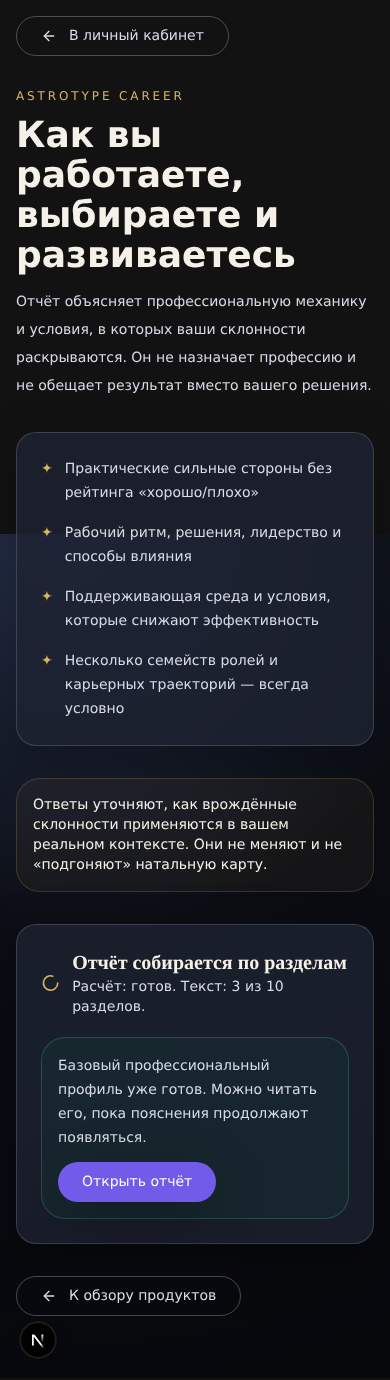 В личный кабинет
ASTROTYPE CAREER
Как вы
работаете,
выбираете и
развиваетесь
Отчёт объясняет профессиональную механику
и условия, в которых ваши склонности
раскрываются. Он не назначает профессию и
не обещает результат вместо вашего решения.
Практические сильные стороны без
рейтинга «хорошо/плохо»
Рабочий ритм, решения, лидерство и
способы влияния
Поддерживающая среда и условия,
которые снижают эффективность
Несколько семейств ролей и
карьерных траекторий — всегда
условно
Ответы уточняют, как врождённые
склонности применяются в вашем
реальном контексте. Они не меняют и не
«подгоняют» натальную карту.
Отчёт собирается по разделам
Расчёт: готов. Текст: 3 из 10
разделов.
Базовый профессиональный
профиль уже готов. Можно читать
его, пока пояснения продолжают
появляться.
Открыть отчёт
К обзору продуктов
N